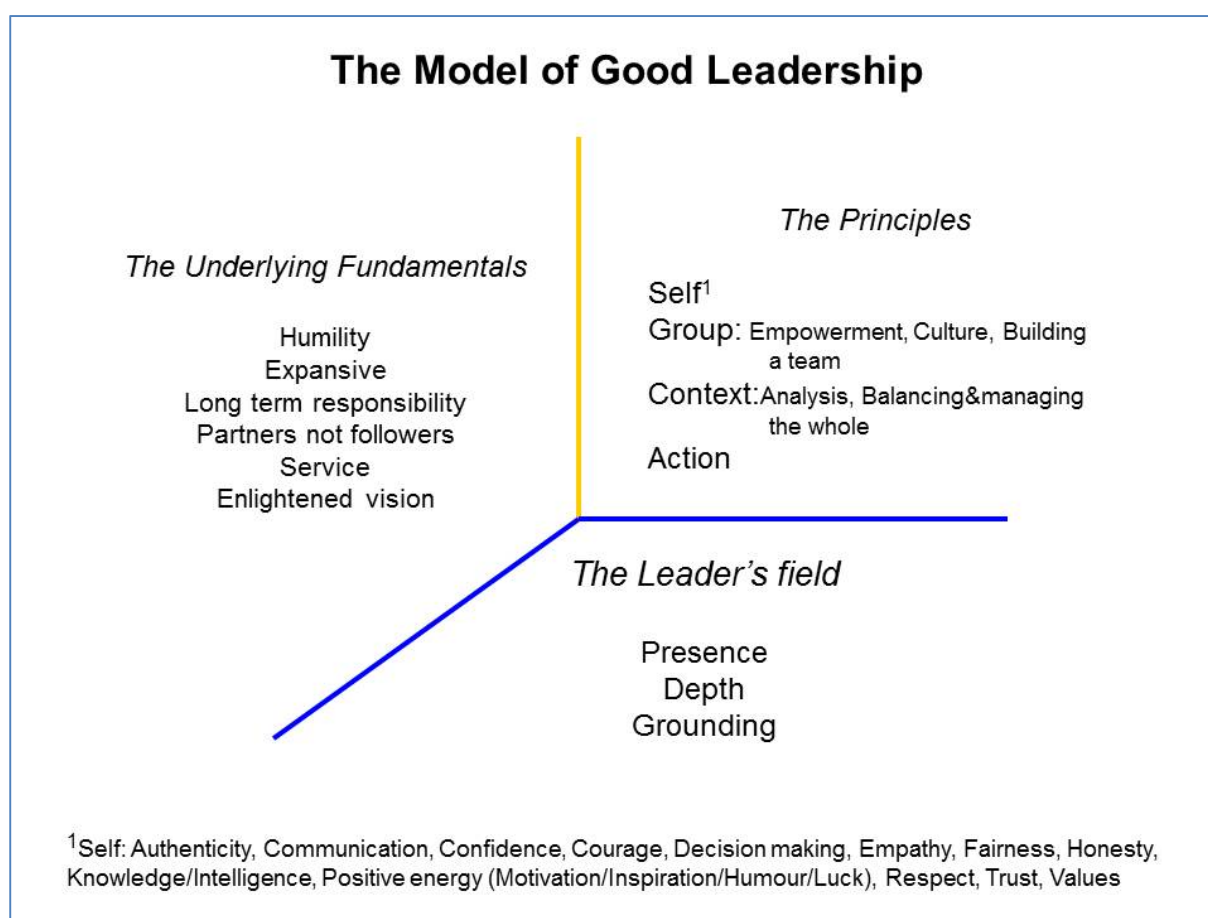 The Model of Good Leadership
The Underlying Fundamentals
Humility
Expansive
Long term responsibility
Partners not followers
Service
Enlightened vision
The Principles
Self¹
Group: Empowerment, Culture, Building
a team
Context:Analysis, Balancing&managing
the whole
Action
The Leader’s field
Presence
Depth
Grounding
¹Self: Authenticity, Communication, Confidence, Courage, Decision making, Empathy, Fairness, Honesty,
Knowledge/Intelligence, Positive energy (Motivation/Inspiration/Humour/Luck), Respect, Trust, Values